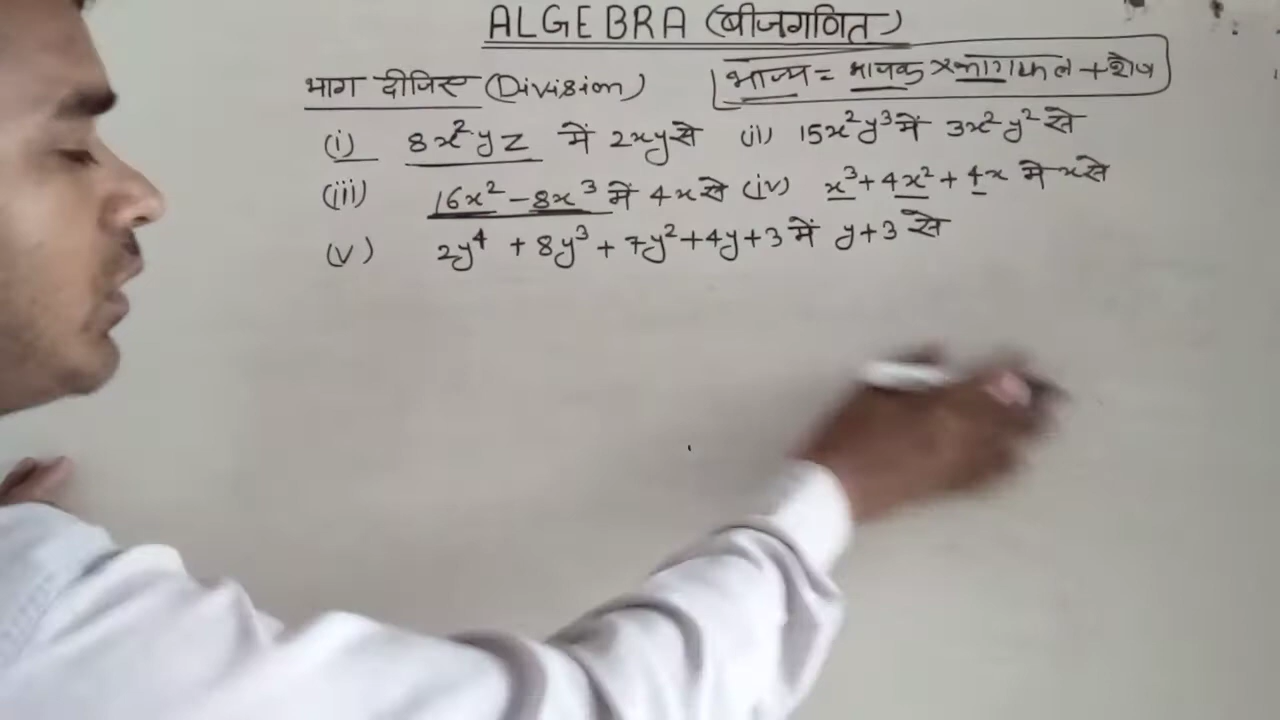 ALGEBRA (बीजगणित)
भाग दीजिए (Division) भाज्य = भाजक × भागफल + शेष
(i) 8x²yz में 2xy से (ii) 15x²y³ में 3x²y² से
(iii) 16x² - 8x³ में 4x से (iv) x³ + 4x² + 4x में x से
(v) 2y⁴ + 8y³ + 7y² + 4y + 3 में y + 3 से